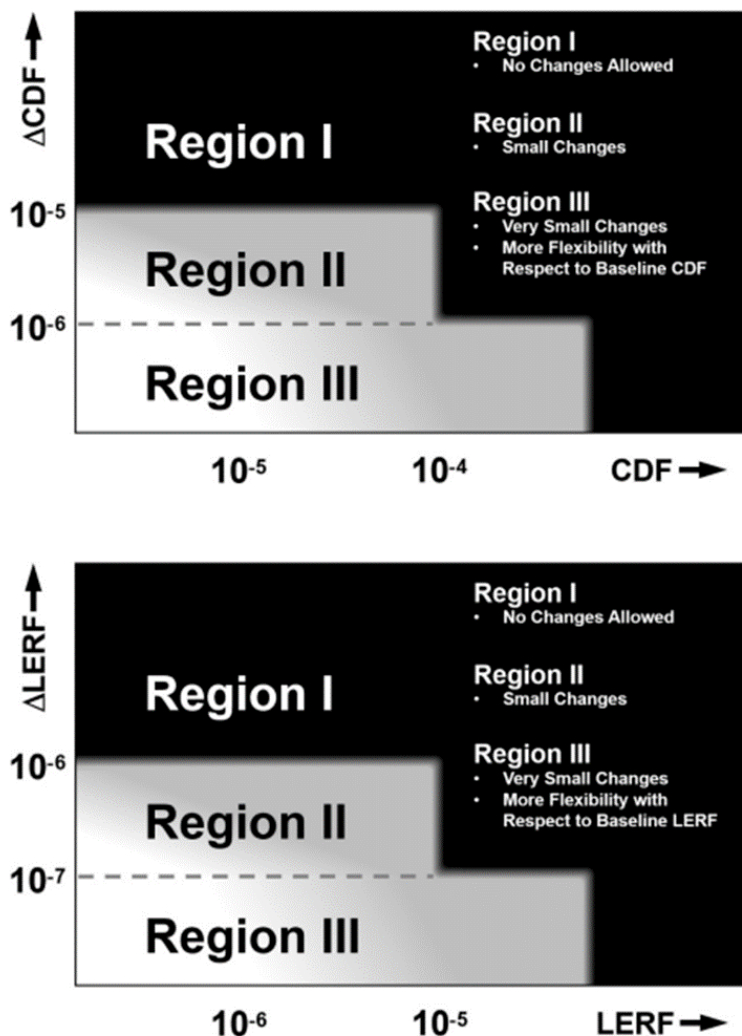 ΔCDF→
Region I
• No Changes Allowed
Region II
• Small Changes
Region III
• Very Small Changes
• More Flexibility with
Respect to Baseline CDF
Region I
10-5
Region II
10-6
Region III
10-5 10-4 CDF→
ΔLERF→
Region I
• No Changes Allowed
Region II
• Small Changes
Region III
• Very Small Changes
• More Flexibility with
Respect to Baseline LERF
Region I
10-6
Region II
10-7
Region III
10-6 10-5 LERF→